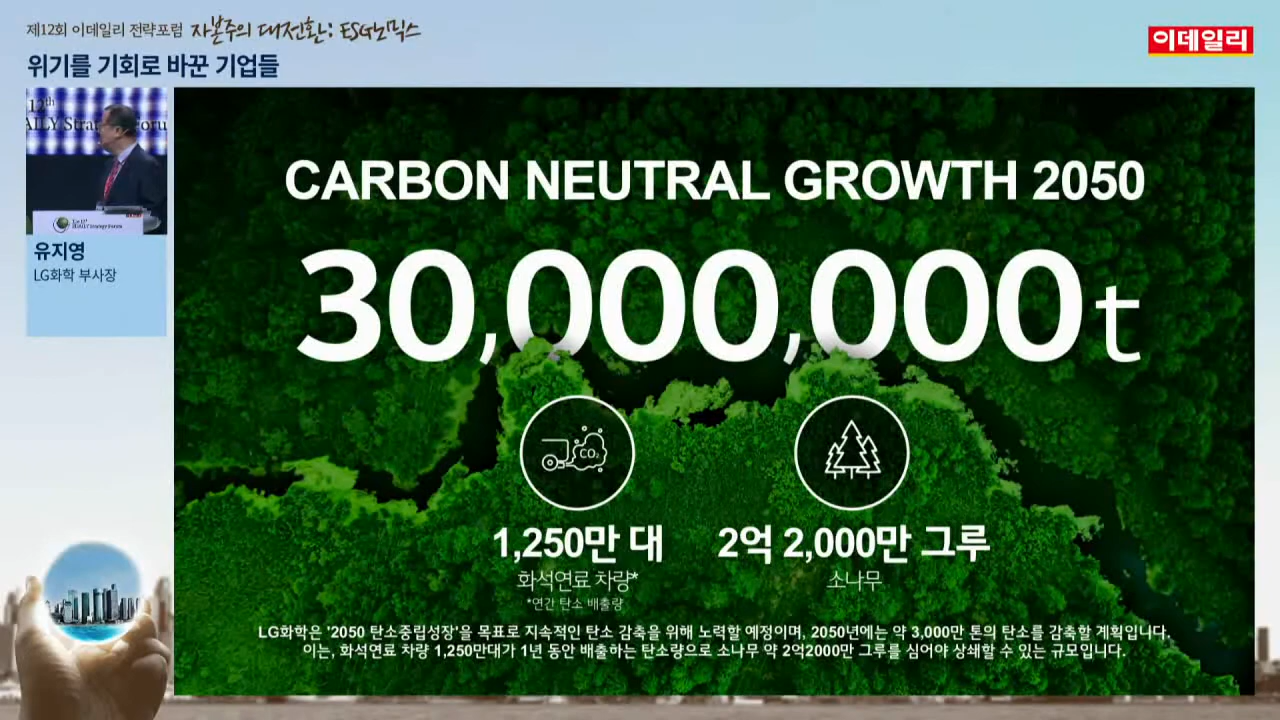 제12회 이데일리 전략포럼 자본주의 대전환: ESG노믹스
이데일리
위기를 기회로 바꾼 기업들
12th
유지영
LG화학 부사장
CARBON NEUTRAL GROWTH 2050
30,000,000t
CO₂
1,250만 대
2억 2,000만 그루
화석연료 차량*
소나무
*연간 탄소 배출량
LG화학은 '2050 탄소중립성장'을 목표로 지속적인 탄소 감축을 위해 노력할 예정이며, 2050년에는 약 3,000만 톤의 탄소를 감축할 계획입니다.
이는, 화석연료 차량 1,250만대가 1년 동안 배출하는 탄소량으로 소나무 약 2억2000만 그루를 심어야 상쇄할 수 있는 규모입니다.